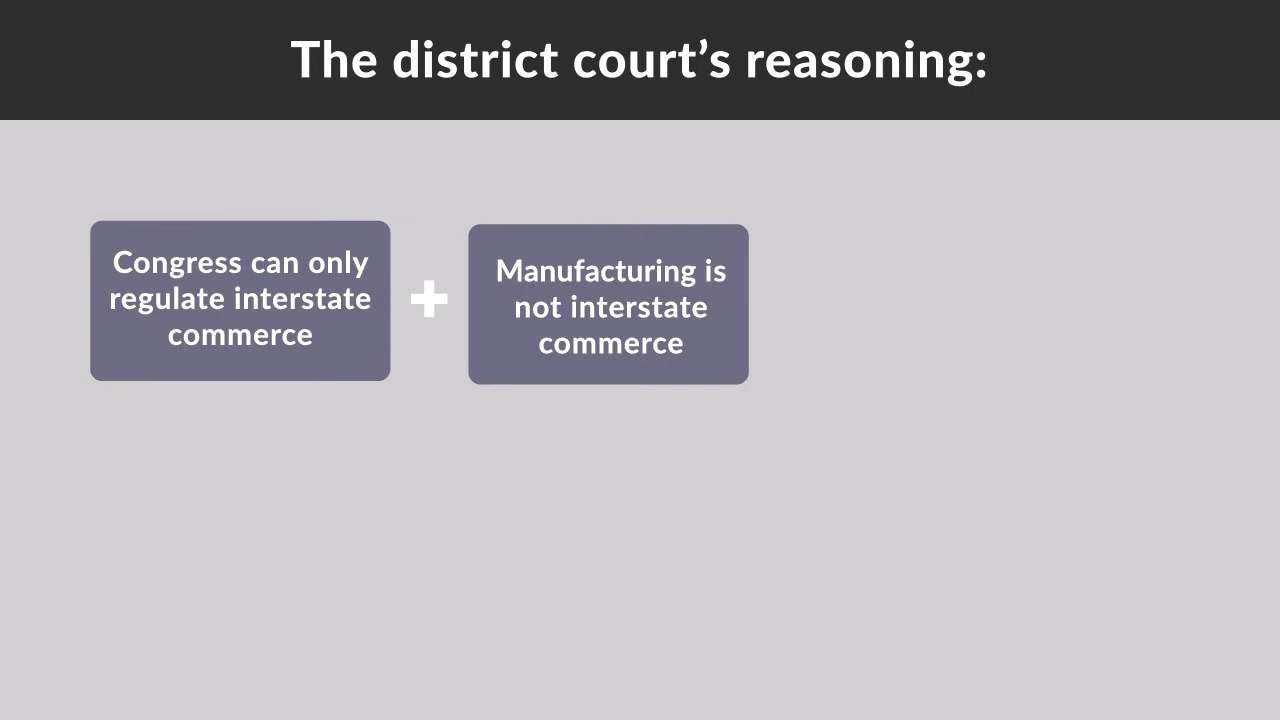 The district court’s reasoning:
Congress can only
regulate interstate
commerce
Manufacturing is
not interstate
commerce